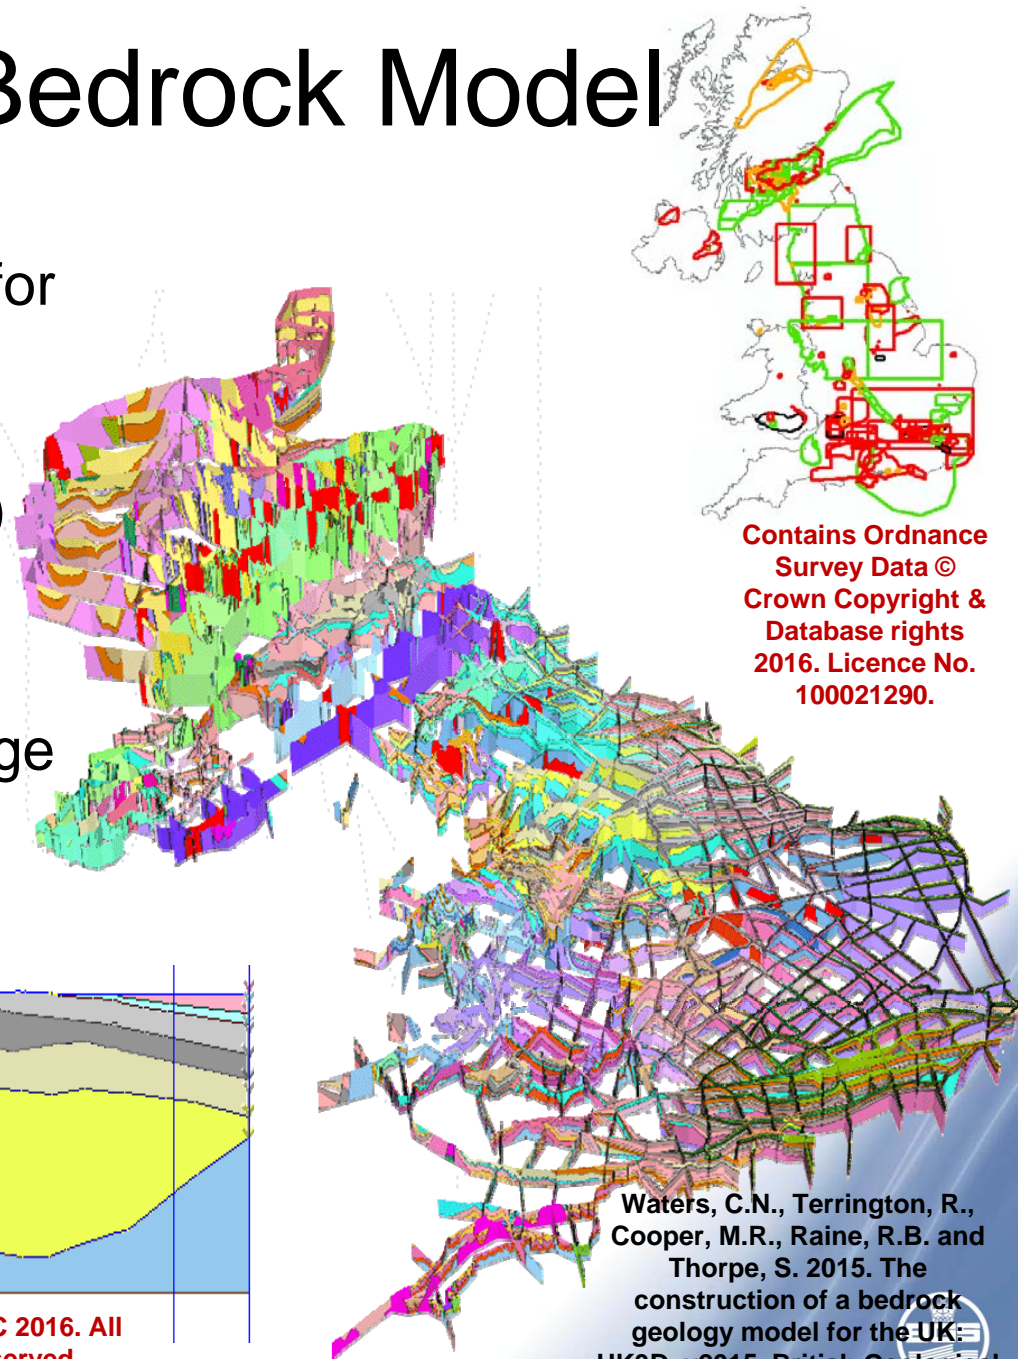 Bedrock Model
for
)
ge
Contains Ordnance
Survey Data ©
Crown Copyright &
Database rights
2016. Licence No.
100021290.
Waters, C.N., Terrington, R.,
Cooper, M.R., Raine, R.B. and
Thorpe, S. 2015. The
construction of a bedrock
geology model for the UK:
C 2016. All
served